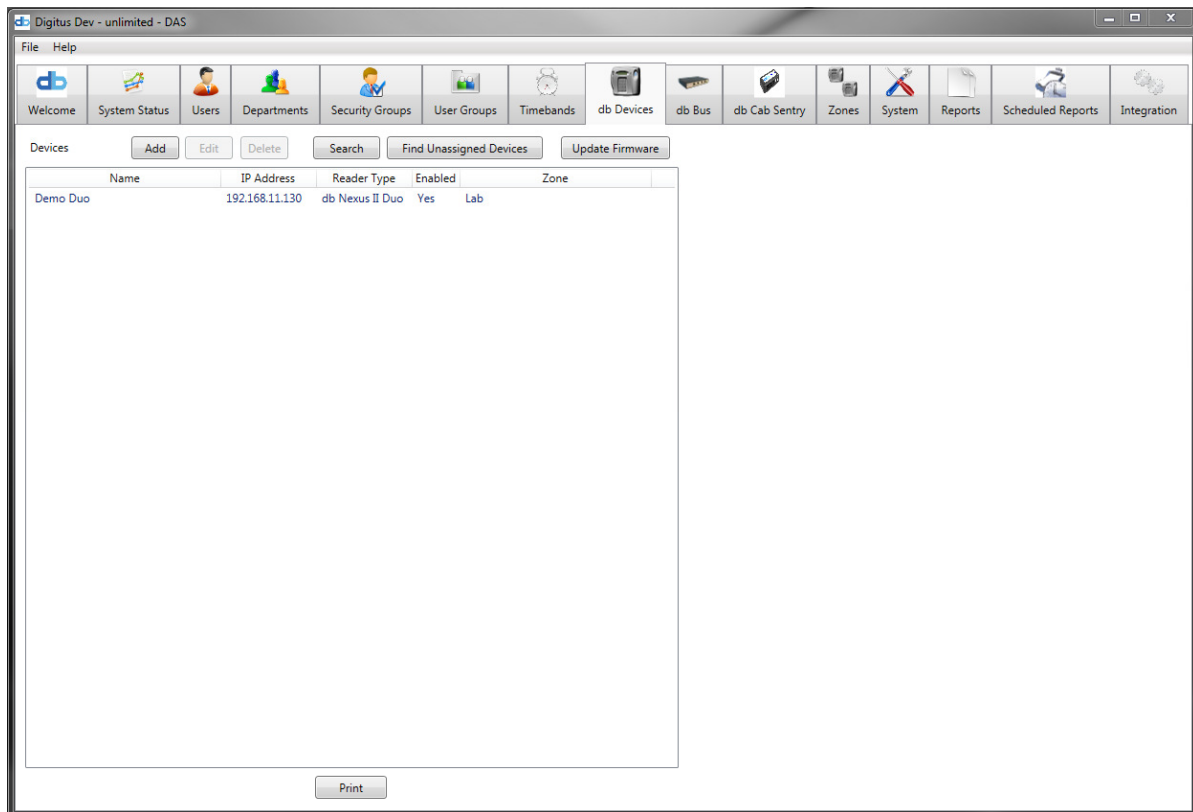 Digitus Dev - unlimited - DAS
File Help
db
Welcome System Status Users Departments Security Groups User Groups Timebands db Devices db Bus db Cab Sentry Zones System Reports Scheduled Reports Integration
Devices Add Edit Delete Search Find Unassigned Devices Update Firmware
Name IP Address Reader Type Enabled Zone
Demo Duo 192.168.11.130 db Nexus II Duo Yes Lab
Print